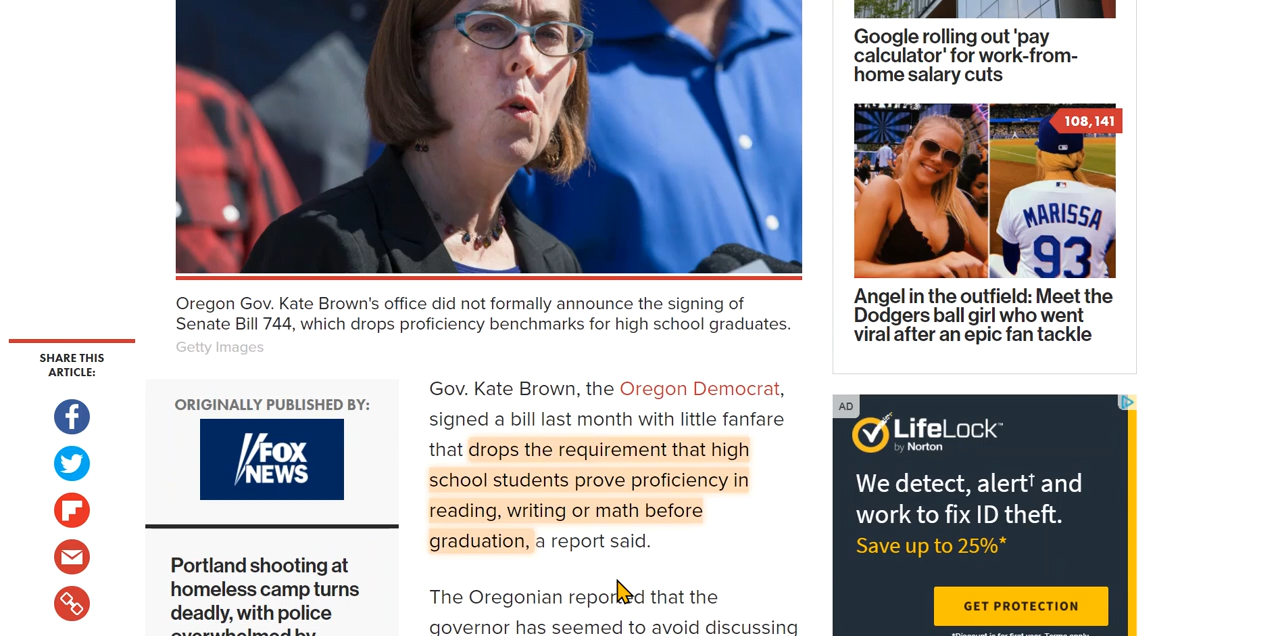 Oregon Gov. Kate Brown's office did not formally announce the signing of
Senate Bill 744, which drops proficiency benchmarks for high school graduates.
Getty Images
SHARE THIS
ARTICLE:
ORIGINALLY PUBLISHED BY:
FOX
NEWS
Portland shooting at
homeless camp turns
deadly, with police
overwhelmed by
Gov. Kate Brown, the Oregon Democrat,
signed a bill last month with little fanfare
that drops the requirement that high
school students prove proficiency in
reading, writing or math before
graduation, a report said.
The Oregonian reported that the
governor has seemed to avoid discussing
Google rolling out 'pay
calculator' for work-from-
home salary cuts
108,141
MARISSA
93
Angel in the outfield: Meet the
Dodgers ball girl who went
viral after an epic fan tackle
AD
LifeLock™
by Norton
We detect, alert† and
work to fix ID theft.
Save up to 25%*
GET PROTECTION